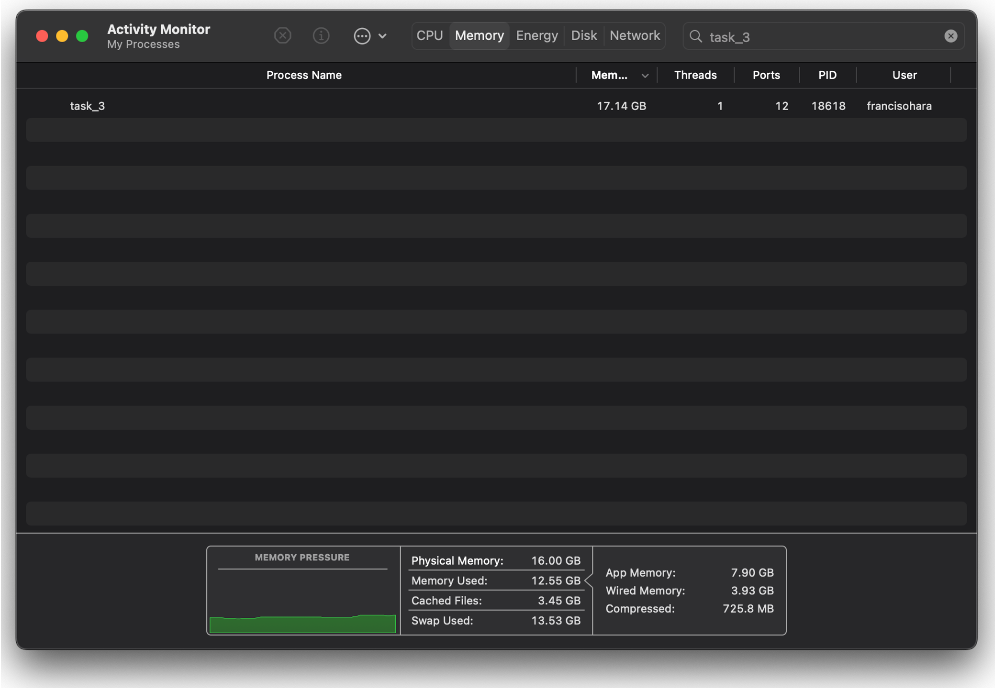 Activity Monitor
My Processes
CPU Memory Energy Disk Network
task_3
Process Name Mem... Threads Ports PID User
task_3 17.14 GB 1 12 18618 francisohara
MEMORY PRESSURE
Physical Memory: 16.00 GB
Memory Used: 12.55 GB
Cached Files: 3.45 GB
Swap Used: 13.53 GB
App Memory: 7.90 GB
Wired Memory: 3.93 GB
Compressed: 725.8 MB